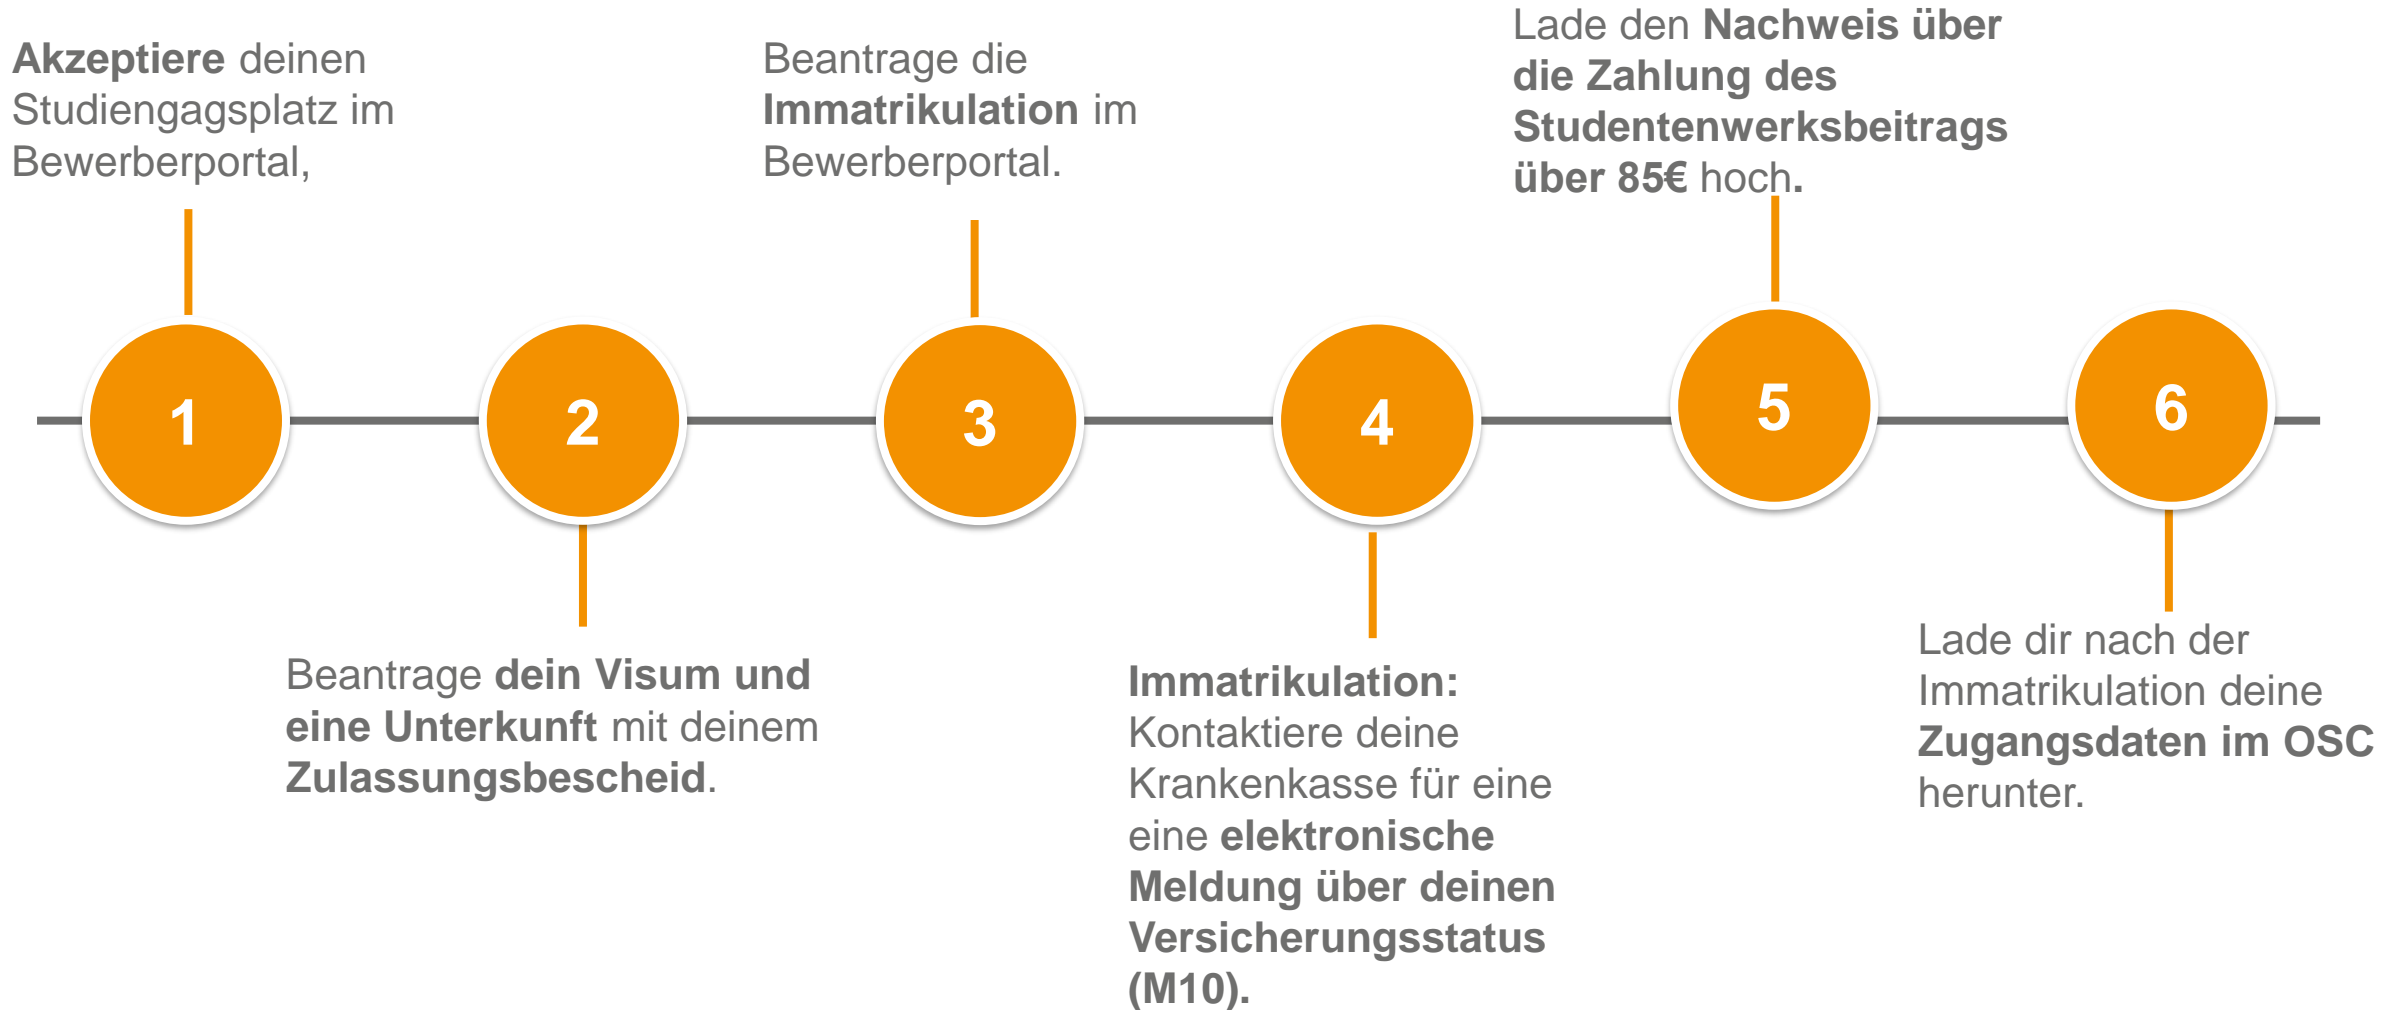 Akzeptiere deinen
Studiengagsplatz im
Bewerberportal,
1
Beantrage dein Visum und
eine Unterkunft mit deinem
Zulassungsbescheid.
2
Beantrage die
Immatrikulation im
Bewerberportal.
3
Immatrikulation:
Kontaktiere deine
Krankenkasse für eine
eine elektronische
Meldung über deinen
Versicherungsstatus
(M10).
4
Lade den Nachweis über
die Zahlung des
Studentenwerksbeitrags
über 85€ hoch.
5
Lade dir nach der
Immatrikulation deine
Zugangsdaten im OSC
herunter.
6